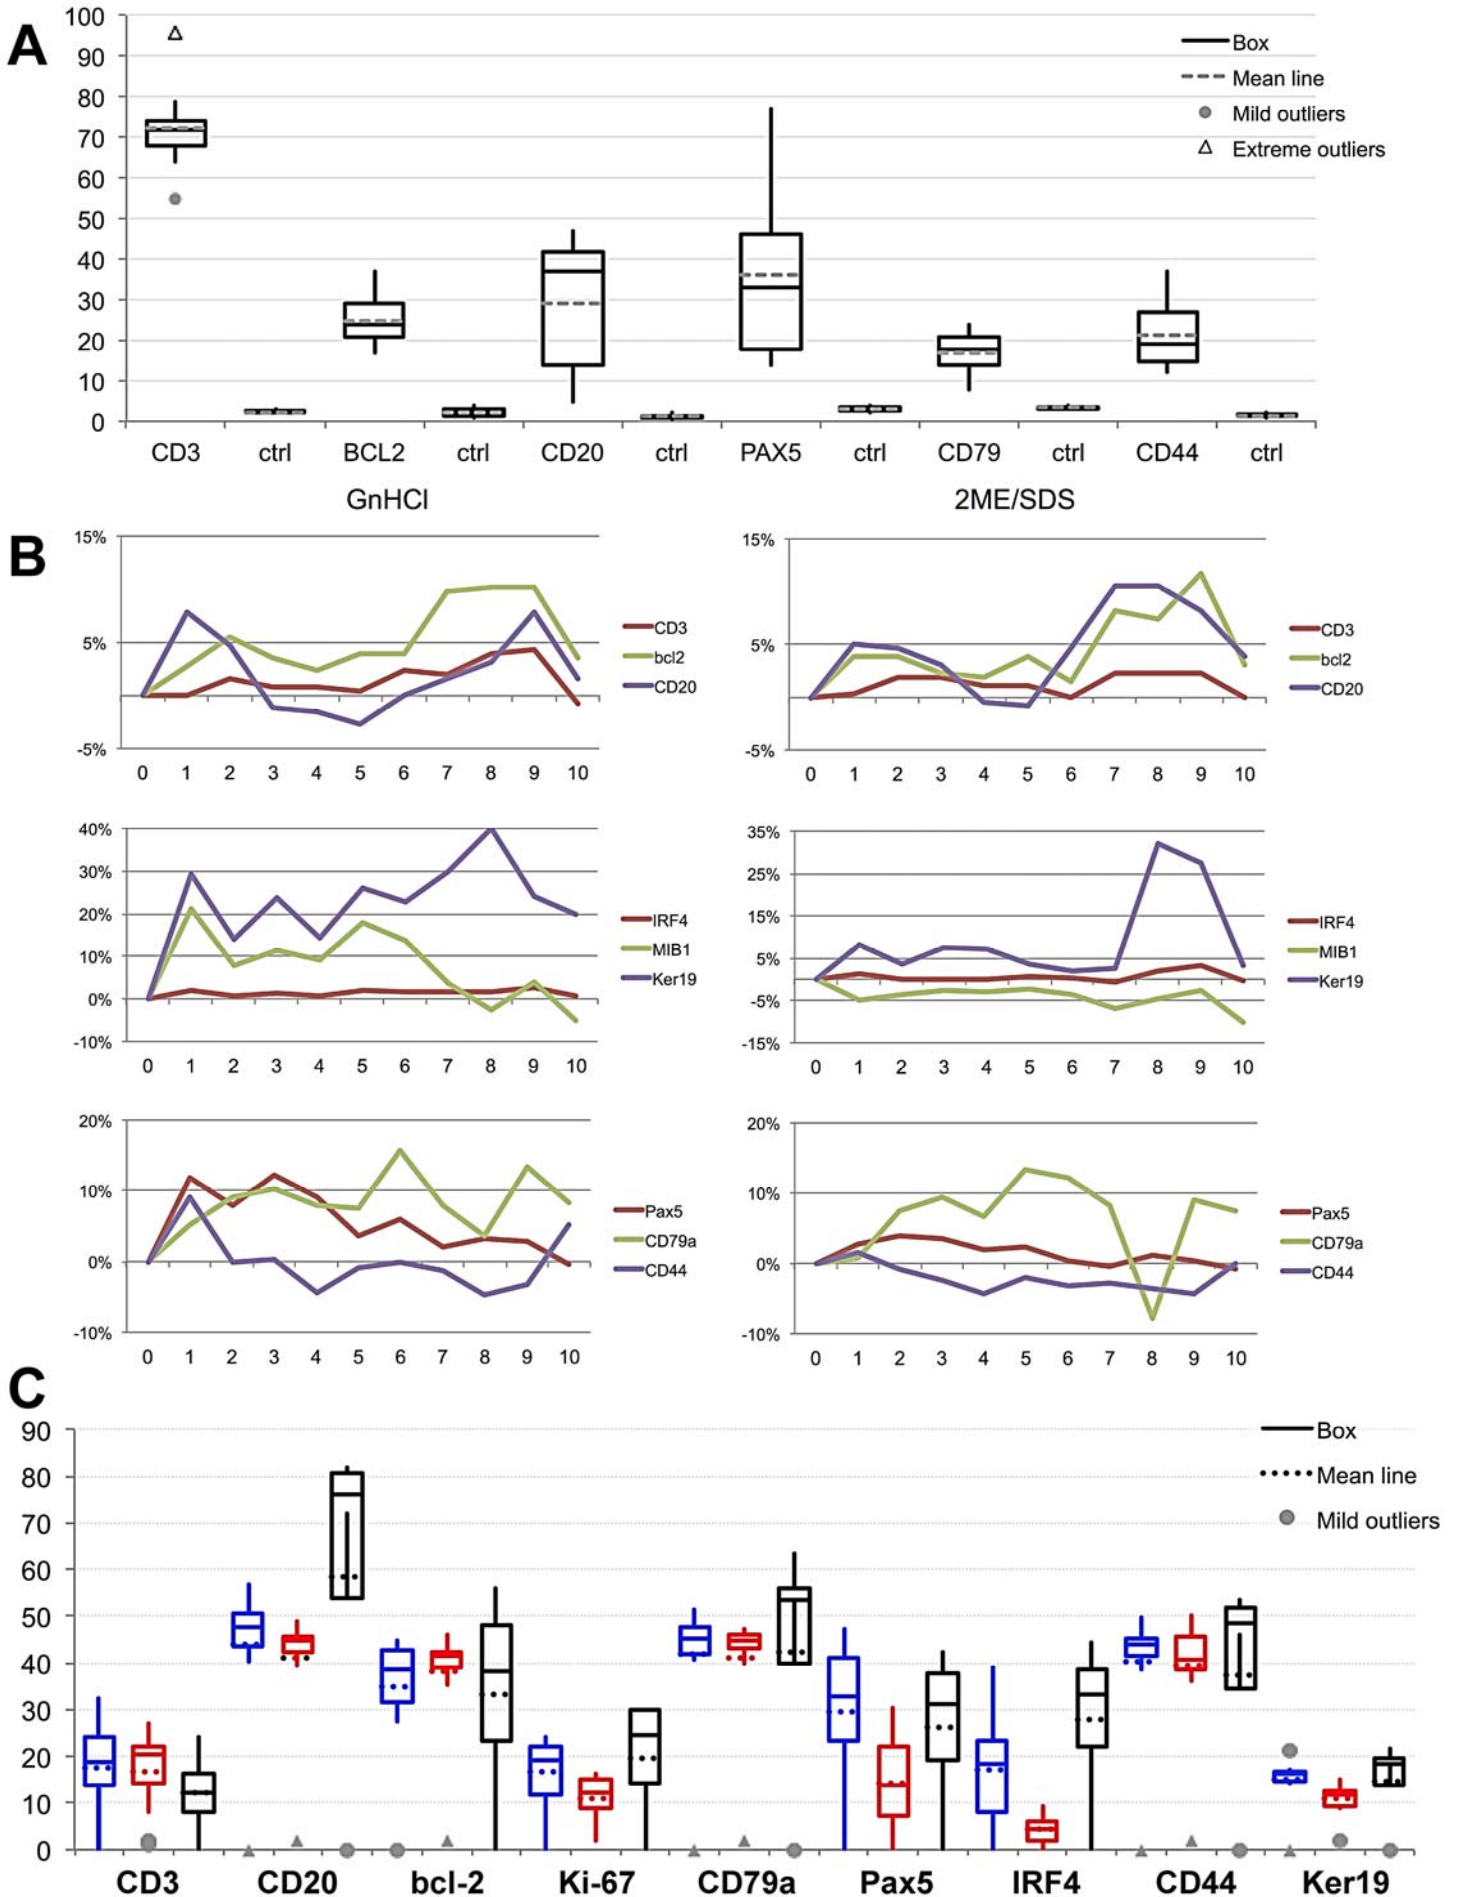 A
100
90
80
70
60
50
40
30
20
10
0
Box
Mean line
Mild outliers
Extreme outliers
CD3 ctrl BCL2 ctrl CD20 ctrl PAX5 ctrl CD79 ctrl CD44 ctrl
B
GnHCl
15%
5%
-5%
0 1 2 3 4 5 6 7 8 9 10
CD3
bcl2
CD20
2ME/SDS
15%
5%
-5%
0 1 2 3 4 5 6 7 8 9 10
CD3
bcl2
CD20
40%
30%
20%
10%
0%
-10%
0 1 2 3 4 5 6 7 8 9 10
IRF4
MIB1
Ker19
35%
25%
15%
5%
-5%
-15%
0 1 2 3 4 5 6 7 8 9 10
IRF4
MIB1
Ker19
20%
10%
0%
-10%
0 1 2 3 4 5 6 7 8 9 10
Pax5
CD79a
CD44
20%
10%
0%
-10%
0 1 2 3 4 5 6 7 8 9 10
Pax5
CD79a
CD44
C
90
80
70
60
50
40
30
20
10
0
Box
Mean line
Mild outliers
CD3 CD20 bcl-2 Ki-67 CD79a Pax5 IRF4 CD44 Ker19